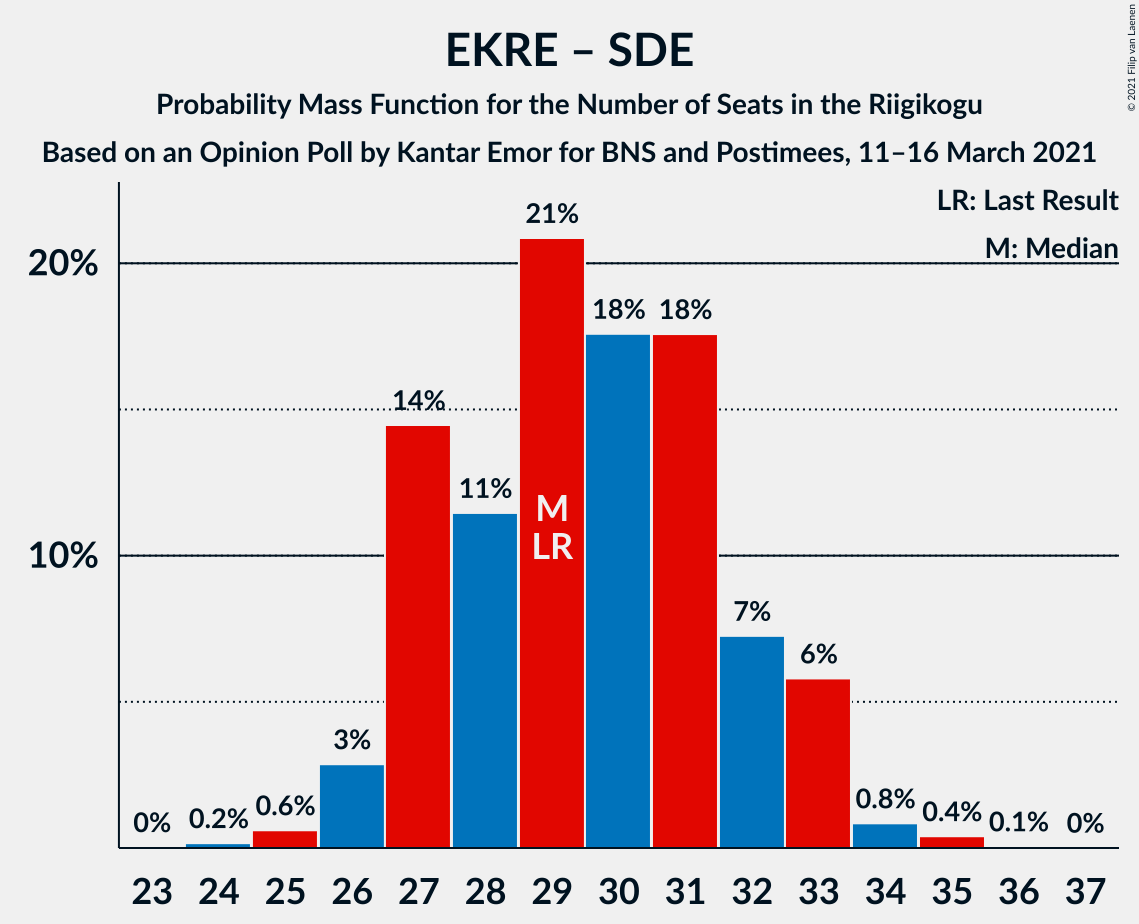 EKRE – SDE
Probability Mass Function for the Number of Seats in the Riigikogu
Based on an Opinion Poll by Kantar Emor for BNS and Postimees, 11–16 March 2021
© 2021 Filip van Laenen
LR: Last Result
M: Median
20%
10%
0%
0.2%
0.6%
3%
14%
11%
21%
18%
18%
7%
6%
0.8%
0.4%
0.1%
0%
M
LR
23 24 25 26 27 28 29 30 31 32 33 34 35 36 37